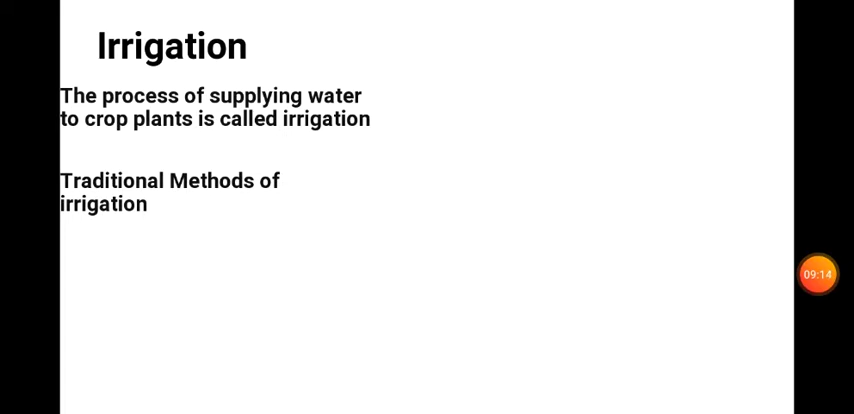 Irrigation
The process of supplying water
to crop plants is called irrigation
Traditional Methods of
irrigation
09:14